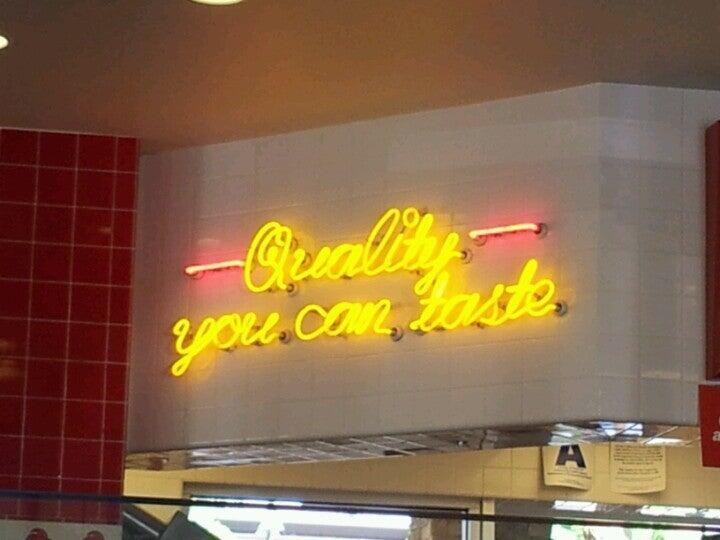 Quality
you can taste
A